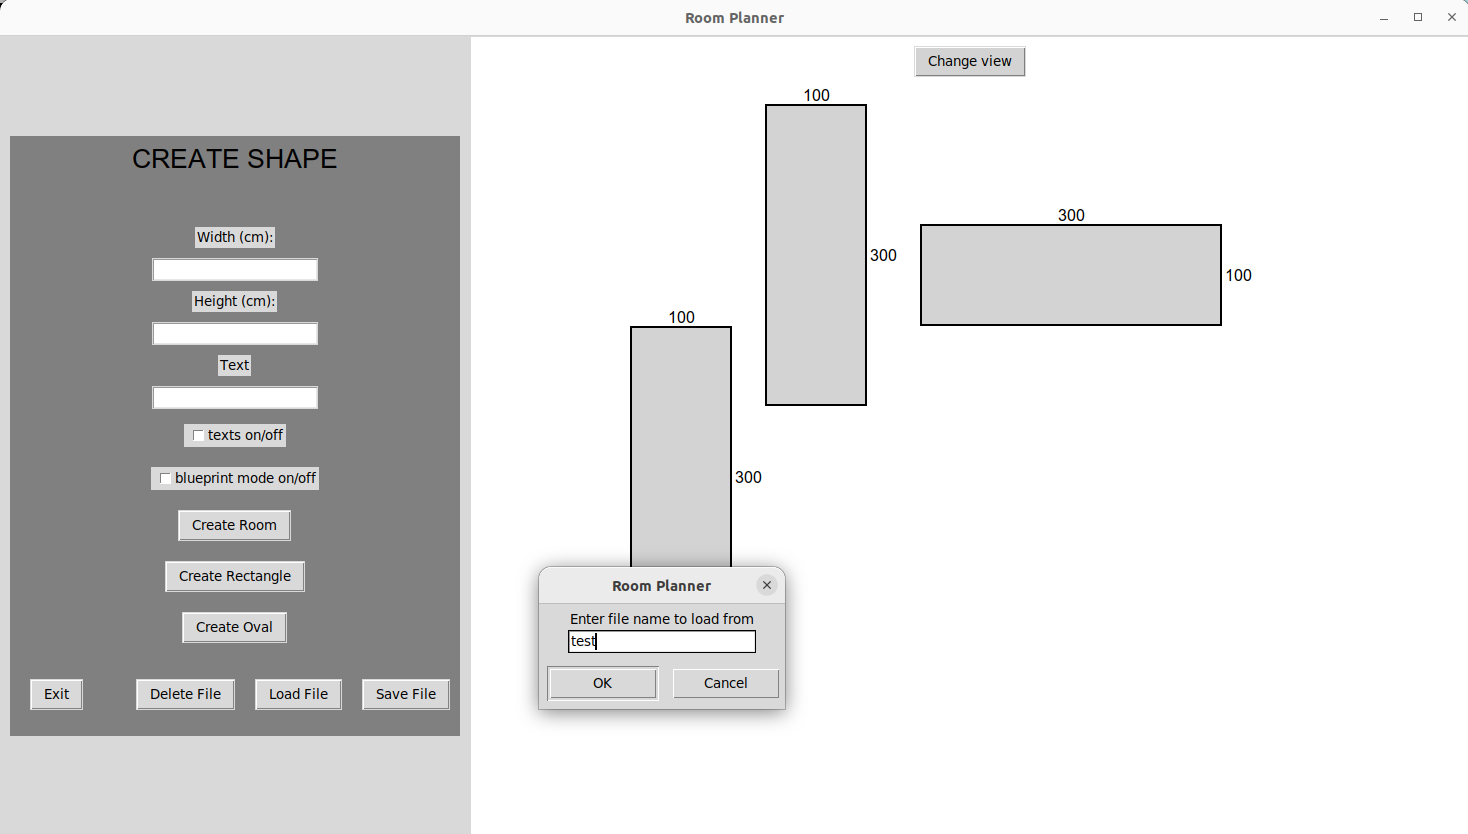 Room Planner
Change view
CREATE SHAPE
Width (cm):
Height (cm):
Text
texts on/off
blueprint mode on/off
Create Room
Create Rectangle
Create Oval
Exit
Delete File
Load File
Save File
100
300
300
100
100
300
Room Planner
Enter file name to load from
test
OK
Cancel